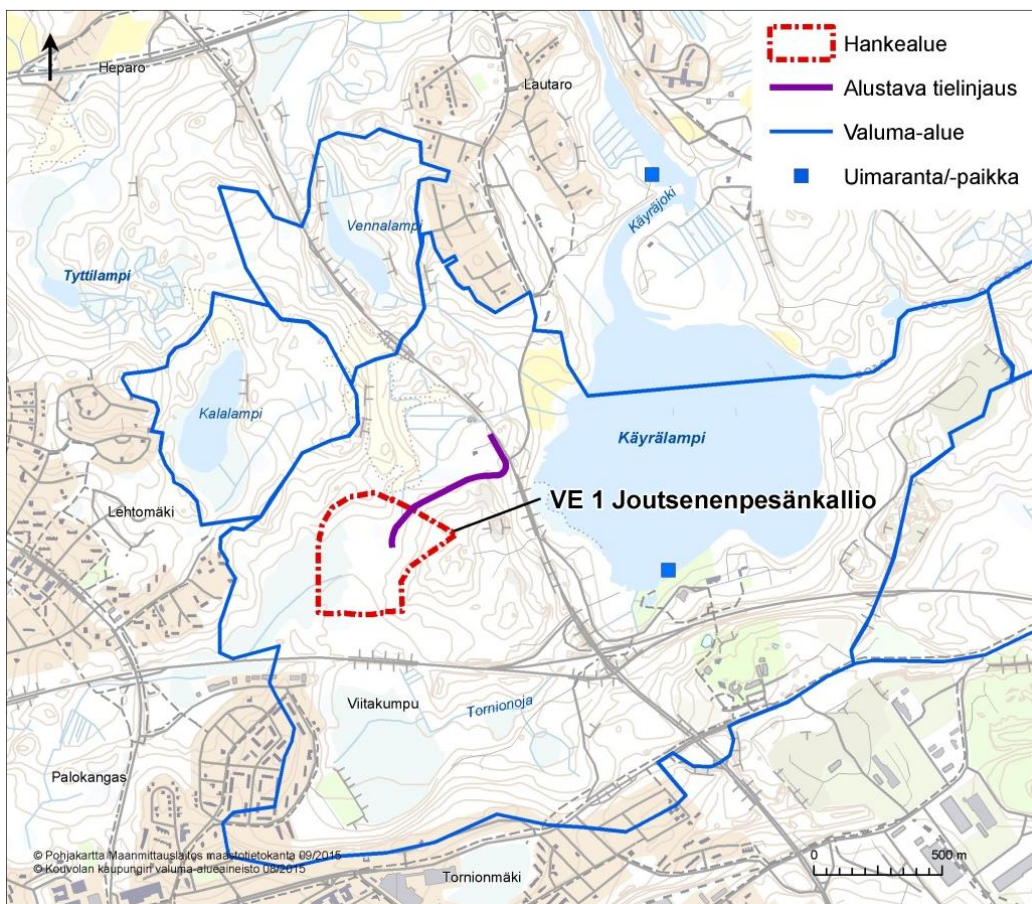 Hankealue
Alustava tielinjaus
Valuma-alue
Uimaranta/-paikka
Heparo
Lautaro
Käyräjoki
Vennalampi
Tyttilampi
Kalalampi
Käyrälampi
VE 1 Joutsenenpesänkallio
Lehtomäki
Viitakumpu
Tornionoja
Palokangas
© Pohjakartta Maanmittauslaitos maastotietokanta 09/2015
© Kouvolan kaupungin valuma-alueaineisto 08/2015
0 500 m
Tornionmäki